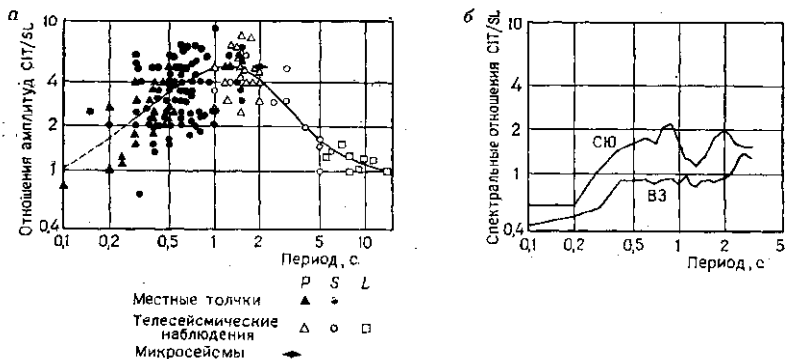 а
Отношения амплитуд CIT/SL
10
4
2
1
0,4
0,1 0,2 0,5 1 2 5 10
Период, с.
P S L
Местные толчки
Телесейсмические
наблюдения
Микросейсмы
б
Спектральные отношения CIT/SL
10
4
2
1
0,4
СЮ
ВЗ
0,1 0,2 0,5 1 2 5
Период, с